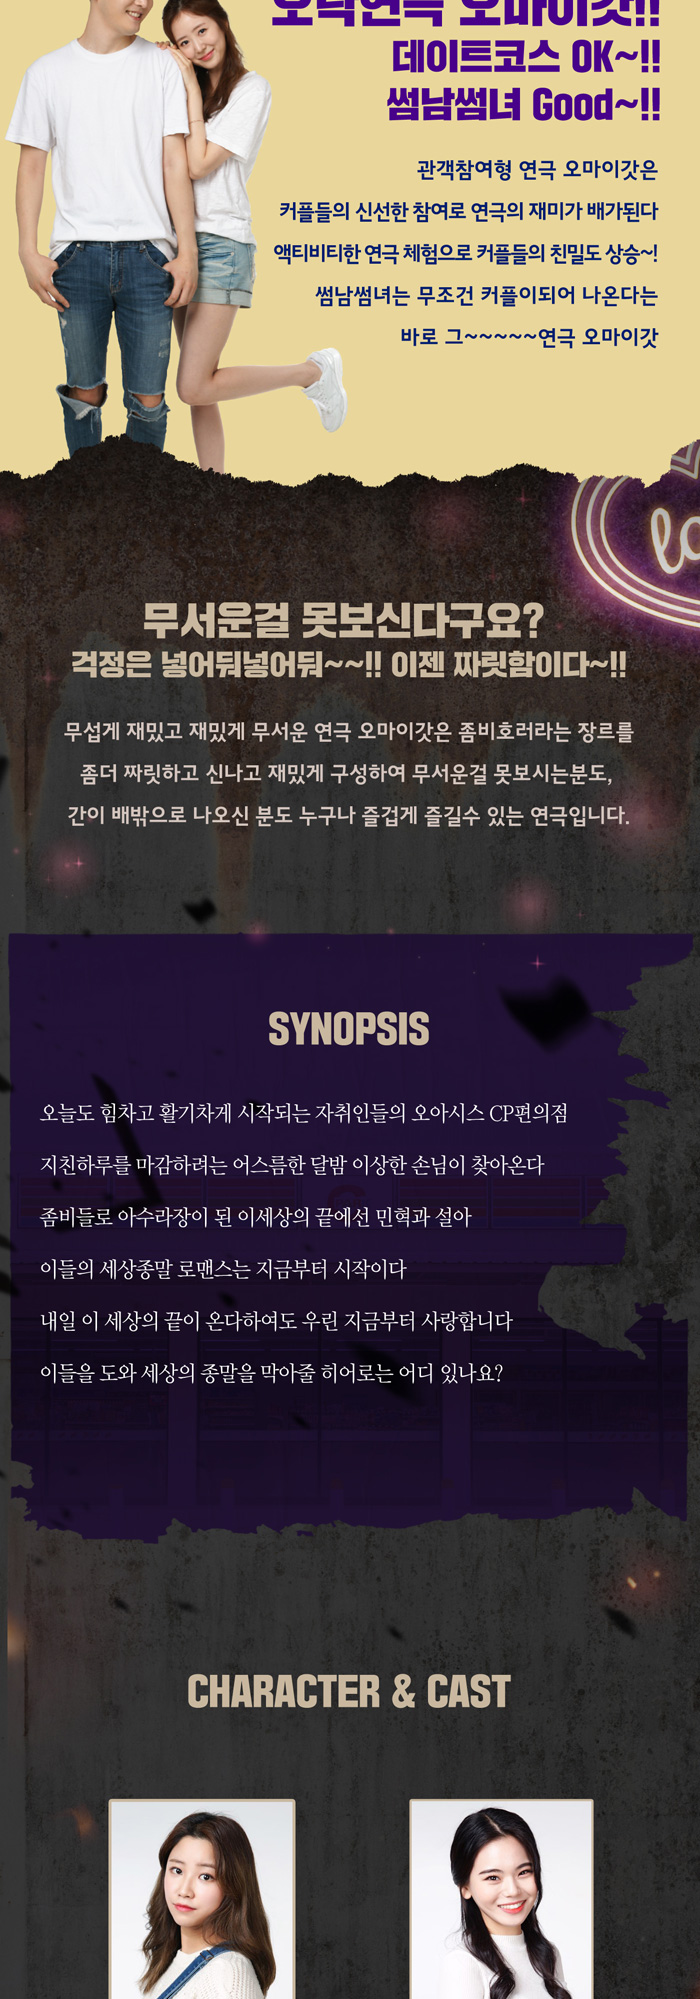 오락연극 오마이갓!!
데이트코스 OK~!!
썸남썸녀 Good~!!
관객참여형 연극 오마이갓은
커플들의 신선한 참여로 연극의 재미가 배가된다
액티비티한 연극 체험으로 커플들의 친밀도 상승~!
썸남썸녀는 무조건 커플이되어 나온다는
바로 그~~~~~연극 오마이갓
무서운걸 못보신다구요?
걱정은 넣어둬넣어둬~~!! 이젠 짜릿함이다~!!
무섭게 재밌고 재밌게 무서운 연극 오마이갓은 좀비호러라는 장르를
좀더 짜릿하고 신나고 재밌게 구성하여 무서운걸 못보시는분도,
간이 배밖으로 나오신 분도 누구나 즐겁게 즐길수 있는 연극입니다.
SYNOPSIS
오늘도 힘차고 활기차게 시작되는 자취인들의 오아시스 CP편의점
지친하루를 마감하려는 어스름한 달밤 이상한 손님이 찾아온다
좀비들로 아수라장이 된 이세상의 끝에선 민혁과 설아
이들의 세상종말 로맨스는 지금부터 시작이다
내일 이 세상의 끝이 온다하여도 우린 지금부터 사랑합니다
이들을 도와 세상의 종말을 막아줄 히어로는 어디 있나요?
CHARACTER & CAST